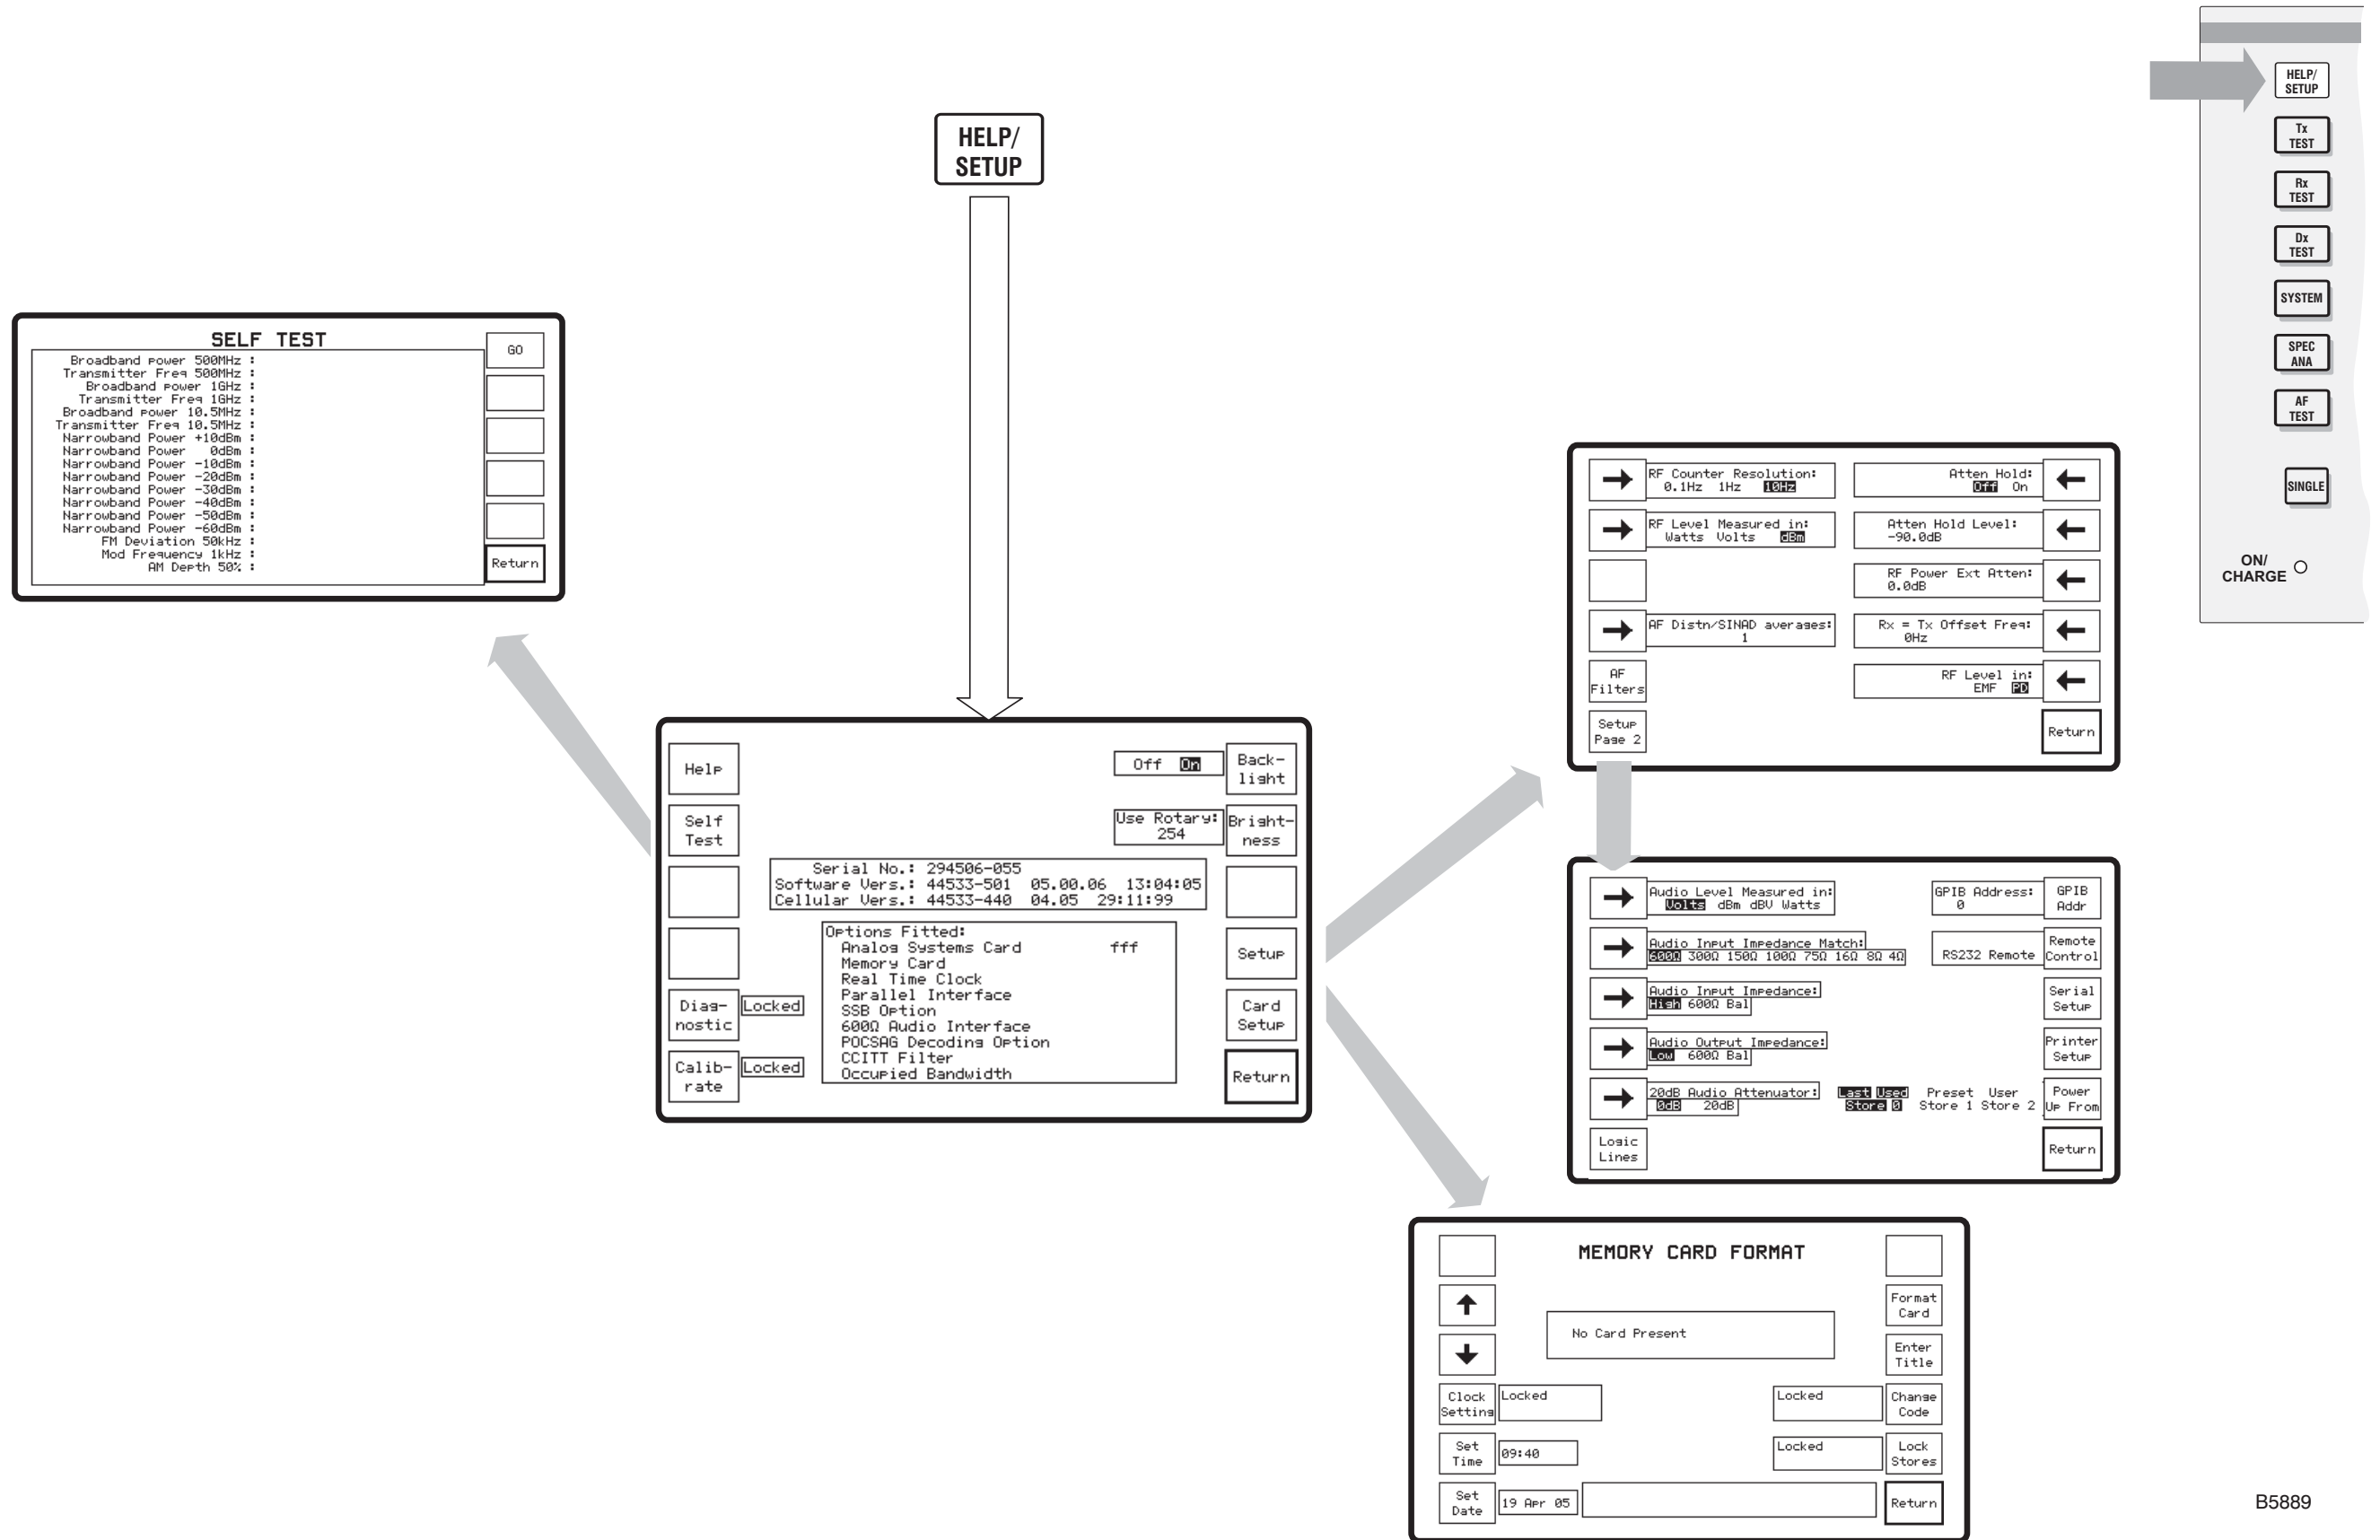 HELP/
SETUP
Tx
TEST
Rx
TEST
Dx
TEST
SYSTEM
SPEC
ANA
AF
TEST
SINGLE
ON/
CHARGE
HELP/
SETUP
SELF TEST
Broadband power 500MHz :
Transmitter Freq 500MHz :
Broadband power 1GHz :
Transmitter Freq 1GHz :
Broadband power 10.5MHz :
Transmitter Freq 10.5MHz :
Narrowband Power +10dBm :
Narrowband Power 0dBm :
Narrowband Power -10dBm :
Narrowband Power -20dBm :
Narrowband Power -30dBm :
Narrowband Power -40dBm :
Narrowband Power -50dBm :
Narrowband Power -60dBm :
FM Deviation 50kHz :
Mod Frequency 1kHz :
AM Depth 50% :
GO
Return
Help
Self
Test
Diag-
nostic
Locked
Calib-
rate
Locked
Off On
Back-
light
Use Rotary:
254
Bright-
ness
Serial No.: 294506-055
Software Vers.: 44533-501 05.00.06 13:04:05
Cellular Vers.: 44533-440 04.05 29:11:99
Options Fitted:
Analog Systems Card fff
Memory Card
Real Time Clock
Parallel Interface
SSB Option
600Ω Audio Interface
POCSAG Decoding Option
CCITT Filter
Occupied Bandwidth
Setup
Card
Setup
Return
RF Counter Resolution:
0.1Hz 1Hz 10Hz
RF Level Measured in:
Watts Volts dBm
AF Distn/SINAD averages:
1
AF
Filters
Setup
Page 2
Atten Hold:
Off On
Atten Hold Level:
-90.0dB
RF Power Ext Atten:
0.0dB
Rx = Tx Offset Freq:
0Hz
RF Level in:
EMF PD
Return
Audio Level Measured in:
Volts dBm dBV Watts
Audio Input Impedance Match:
600Ω 300Ω 150Ω 100Ω 75Ω 16Ω 8Ω 4Ω
Audio Input Impedance:
High 600Ω Bal
Audio Output Impedance:
Low 600Ω Bal
20dB Audio Attenuator:
0dB 20dB
Logic
Lines
GPIB Address:
0
GPIB
Addr
RS232 Remote
Remote
Control
Serial
Setup
Printer
Setup
Last Used Preset User
Store 0 Store 1 Store 2
Power
Up From
Return
MEMORY CARD FORMAT
No Card Present
Format
Card
Enter
Title
Clock
Setting
Locked
Locked
Change
Code
Set
Time
09:40
Locked
Lock
Stores
Set
Date
19 Apr 05
Return
B5889